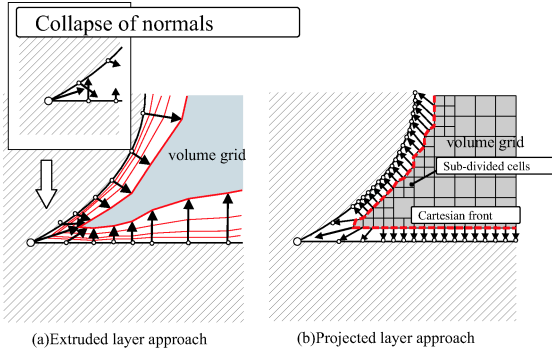 Collapse of normals
volume grid
volume grid
Sub-divided cells
Cartesian front
(a)Extruded layer approach
(b)Projected layer approach